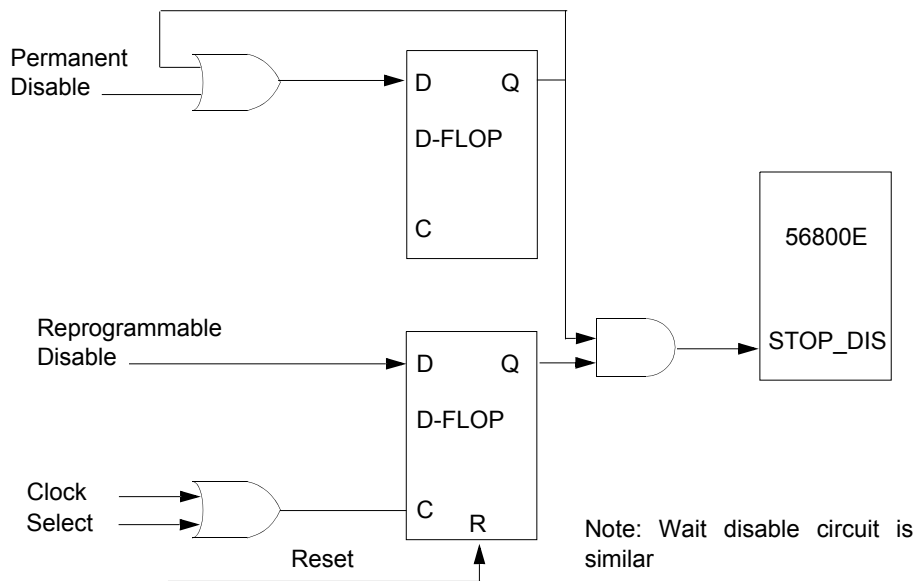 Permanent
Disable
D Q
D-FLOP
C
56800E
STOP_DIS
Reprogrammable
Disable
D Q
D-FLOP
Clock
Select
C
R
Reset
Note: Wait disable circuit is
similar